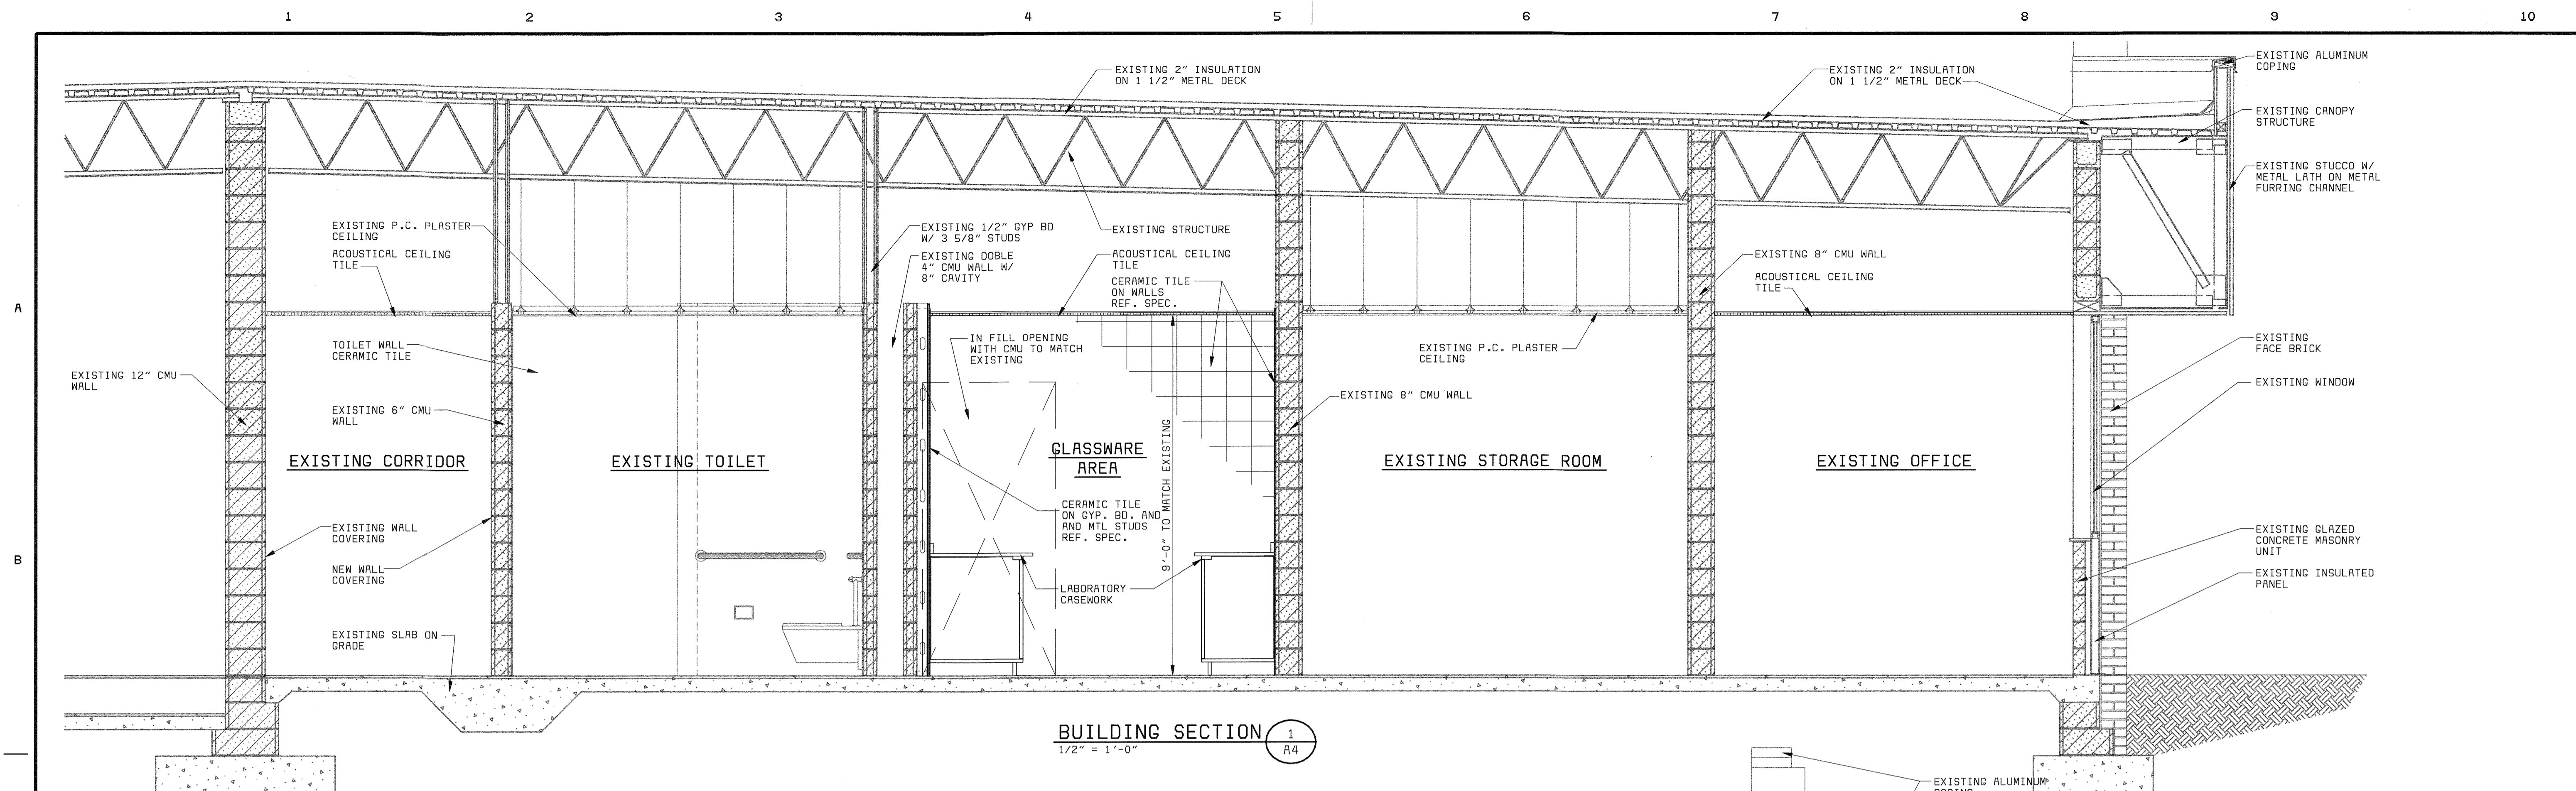 1 2 3 4 5 6 7 8 9 10
A
B
EXISTING 2" INSULATION
ON 1 1/2" METAL DECK
EXISTING 2" INSULATION
ON 1 1/2" METAL DECK
EXISTING ALUMINUM
COPING
EXISTING CANOPY
STRUCTURE
EXISTING STUCCO W/
METAL LATH ON METAL
FURRING CHANNEL
EXISTING P.C. PLASTER
CEILING
ACOUSTICAL CEILING
TILE
EXISTING 1/2" GYP BD
W/ 3 5/8" STUDS
EXISTING DOBLE
4" CMU WALL W/
8" CAVITY
EXISTING STRUCTURE
ACOUSTICAL CEILING
TILE
CERAMIC TILE
ON WALLS
REF. SPEC.
EXISTING 8" CMU WALL
ACOUSTICAL CEILING
TILE
TOILET WALL
CERAMIC TILE
IN FILL OPENING
WITH CMU TO MATCH
EXISTING
EXISTING P.C. PLASTER
CEILING
EXISTING
FACE BRICK
EXISTING 12" CMU
WALL
EXISTING 6" CMU
WALL
EXISTING 8" CMU WALL
EXISTING WINDOW
EXISTING CORRIDOR
EXISTING TOILET
GLASSWARE
AREA
9'-0" TO MATCH EXISTING
EXISTING STORAGE ROOM
EXISTING OFFICE
CERAMIC TILE
ON GYP. BD. AND
AND MTL STUDS
REF. SPEC.
EXISTING WALL
COVERING
NEW WALL
COVERING
LABORATORY
CASEWORK
EXISTING GLAZED
CONCRETE MASONRY
UNIT
EXISTING INSULATED
PANEL
EXISTING SLAB ON
GRADE
BUILDING SECTION
1/2" = 1'-0"
1
A4
EXISTING ALUMINUM